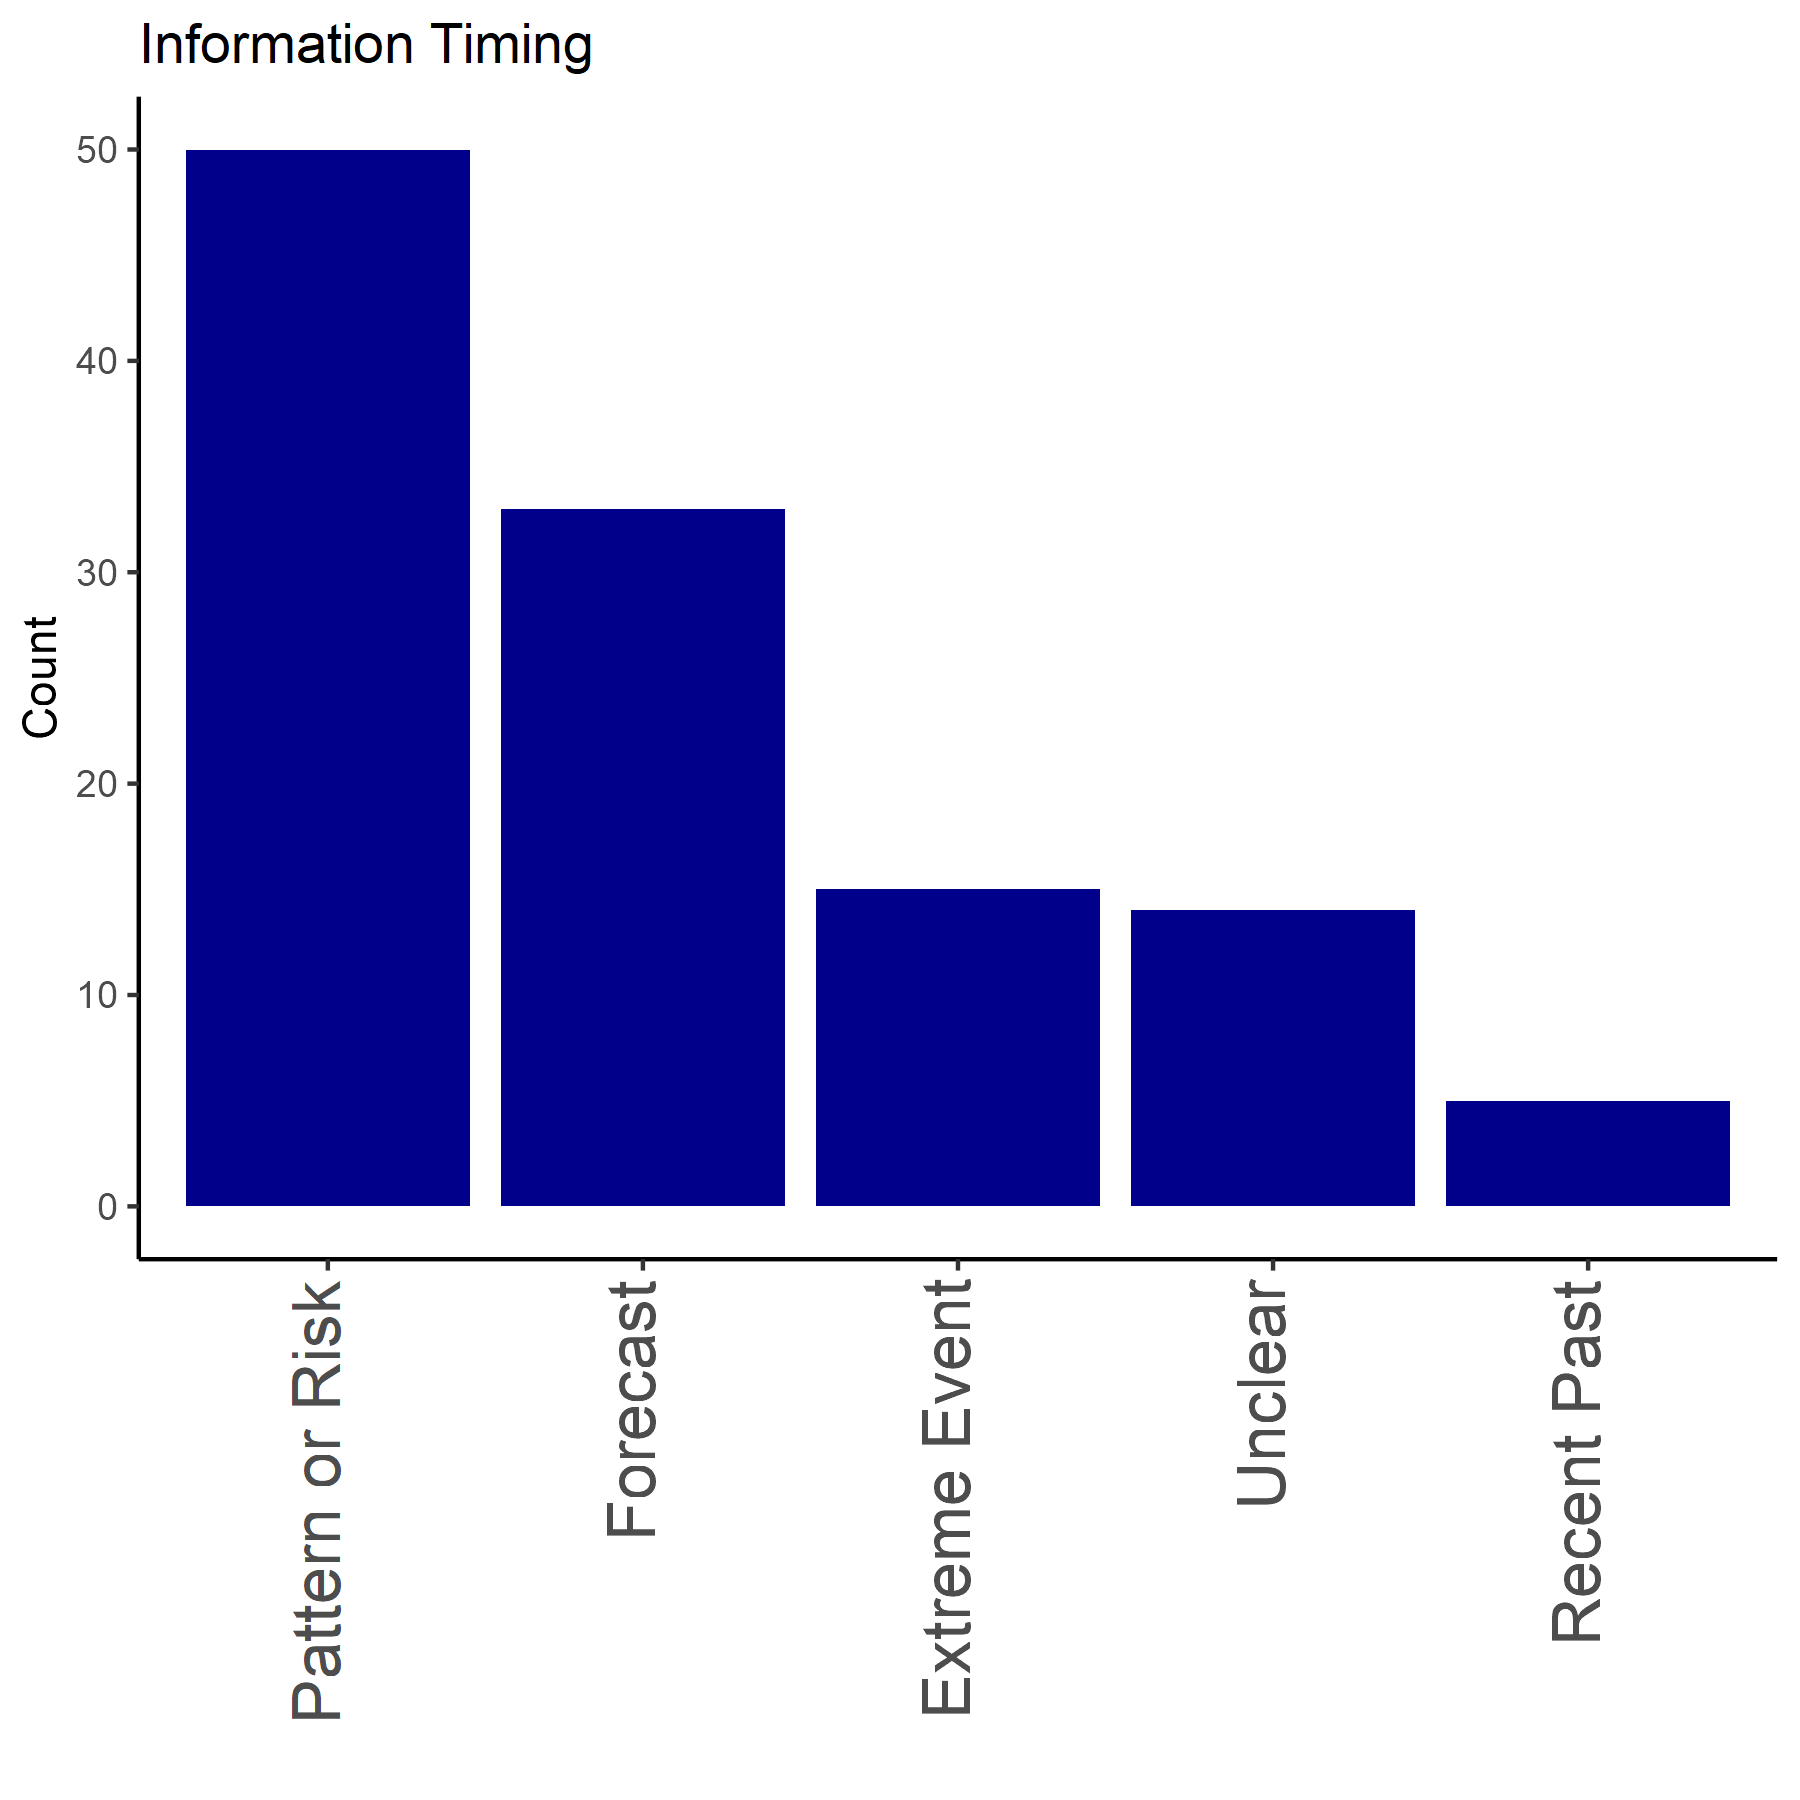 Information Timing
Count
50
40
30
20
10
0
Pattern or Risk
Forecast
Extreme Event
Unclear
Recent Past